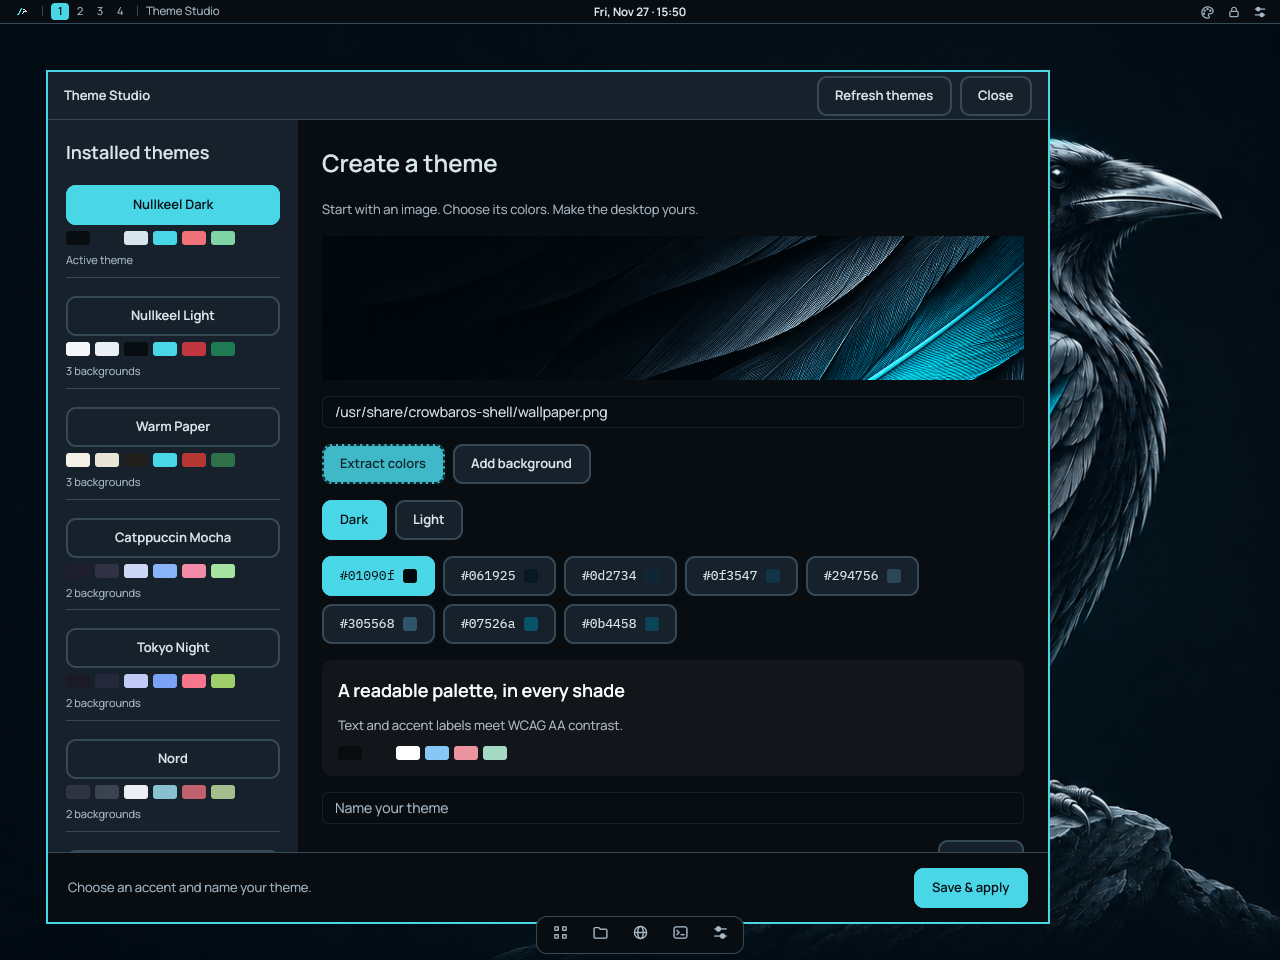 1 2 3 4 Theme Studio Fri, Nov 27 · 15:50
Theme Studio Refresh themes Close
Installed themes
Nullkeel Dark
Active theme
Nullkeel Light
3 backgrounds
Warm Paper
3 backgrounds
Catppuccin Mocha
2 backgrounds
Tokyo Night
2 backgrounds
Nord
2 backgrounds
Create a theme
Start with an image. Choose its colors. Make the desktop yours.
/usr/share/crowbaros-shell/wallpaper.png
Extract colors Add background
Dark Light
#01090f #061925 #0d2734 #0f3547 #294756
#305568 #07526a #0b4458
A readable palette, in every shade
Text and accent labels meet WCAG AA contrast.
Name your theme
Choose an accent and name your theme. Save & apply